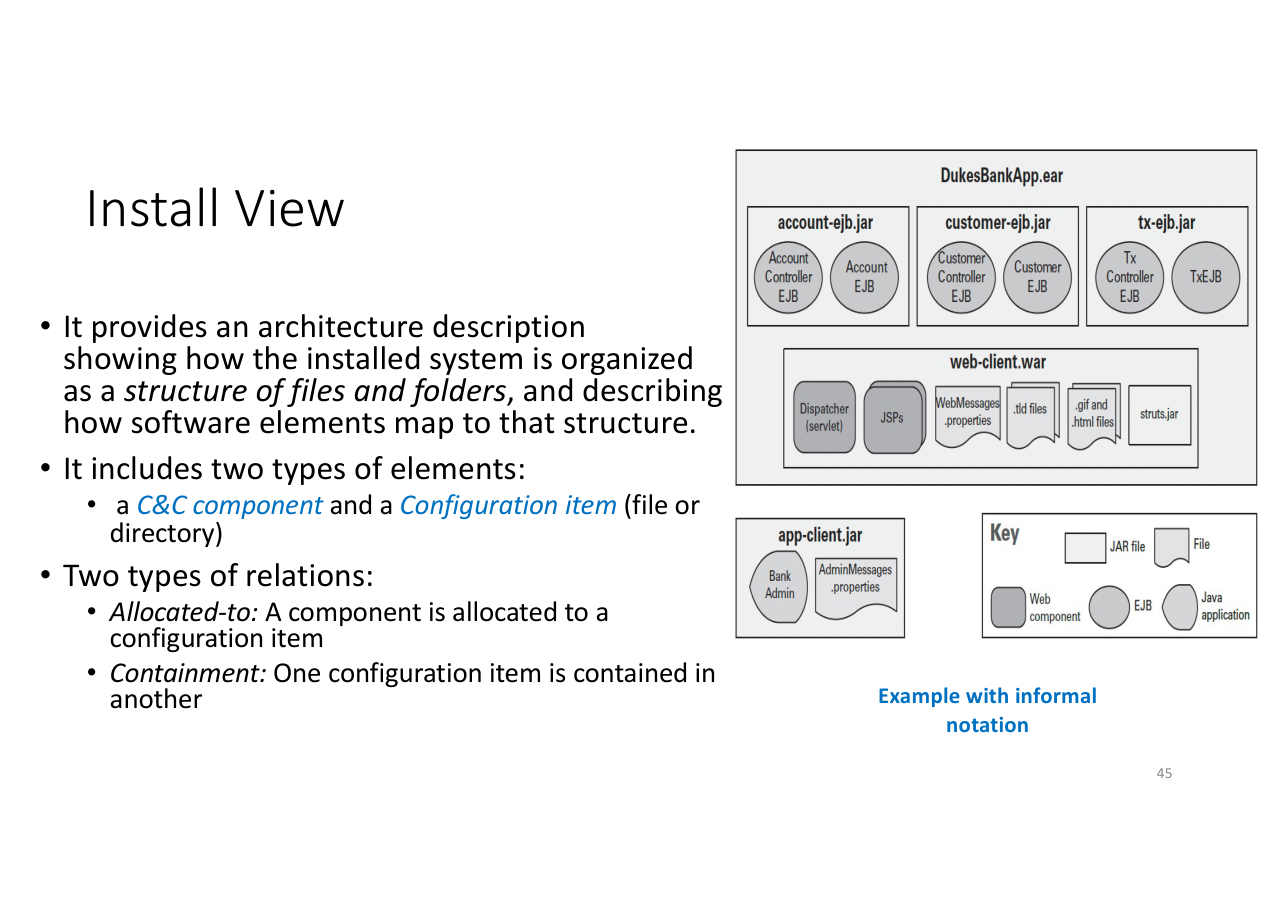 Install View
• It provides an architecture description
showing how the installed system is organized
as a structure of files and folders, and describing
how software elements map to that structure.
• It includes two types of elements:
• a C&C component and a Configuration item (file or
directory)
• Two types of relations:
• Allocated-to: A component is allocated to a
configuration item
• Containment: One configuration item is contained in
another
DukesBankApp.ear
account-ejb.jar
Account
Controller
EJB
Account
EJB
customer-ejb.jar
Customer
Controller
EJB
Customer
EJB
tx-ejb.jar
Tx
Controller
EJB
TxEJB
web-client.war
Dispatcher
(servlet)
JSPs
WebMessages
.properties
.tld files
.gif and
.html files
struts.jar
app-client.jar
Bank
Admin
AdminMessages
.properties
Key
JAR file
File
Web
component
EJB
Java
application
Example with informal
notation
45